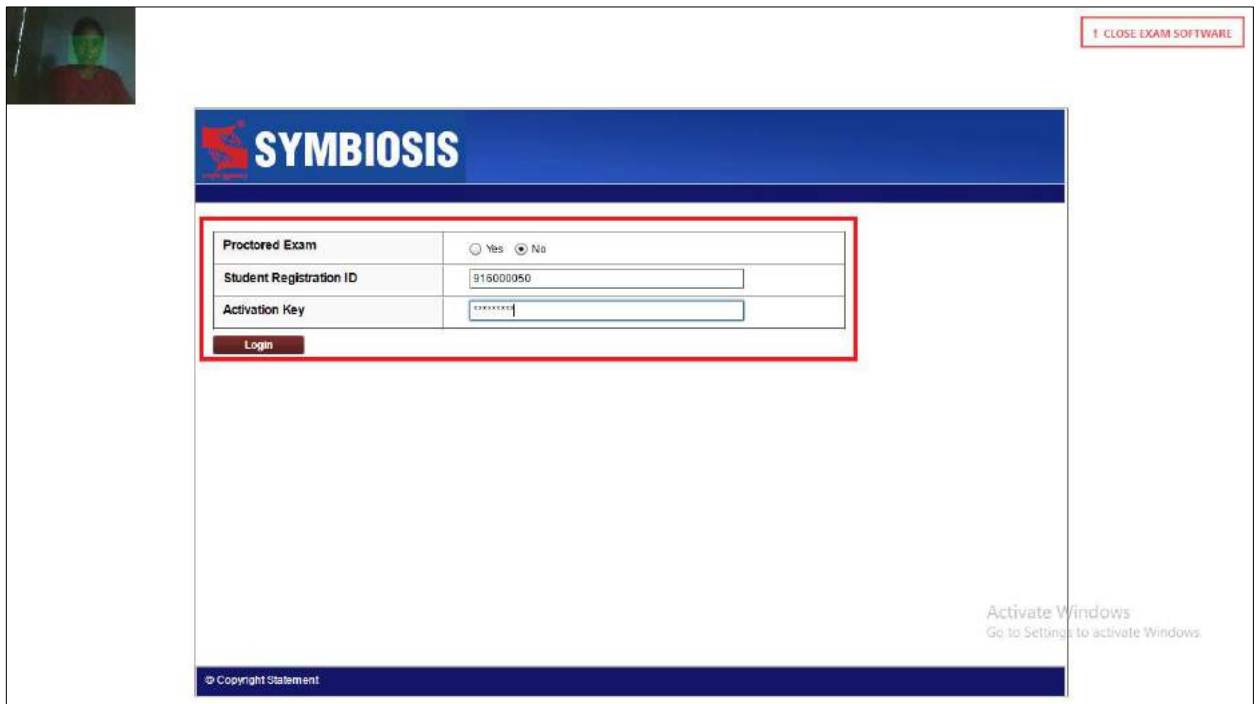 ! CLOSE EXAM SOFTWARE
SYMBIOSIS
Proctored Exam Yes No
Student Registration ID 916000050
Activation Key *********
Login
Activate Windows
Go to Settings to activate Windows.
© Copyright Statement